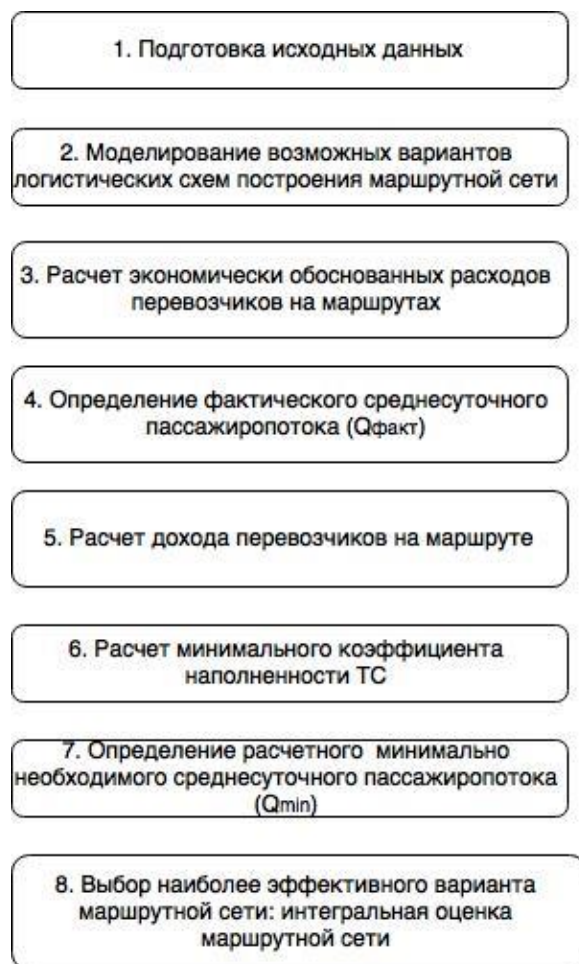 1. Подготовка исходных данных
2. Моделирование возможных вариантов
логистических схем построения маршрутной сети
3. Расчет экономически обоснованных расходов
перевозчиков на маршрутах
4. Определение фактического среднесуточного
пассажиропотока (Qфакт)
5. Расчет дохода перевозчиков на маршруте
6. Расчет минимального коэффициента
наполненности ТС
7. Определение расчетного минимально
необходимого среднесуточного пассажиропотока
(Qmin)
8. Выбор наиболее эффективного варианта
маршрутной сети: интегральная оценка
маршрутной сети